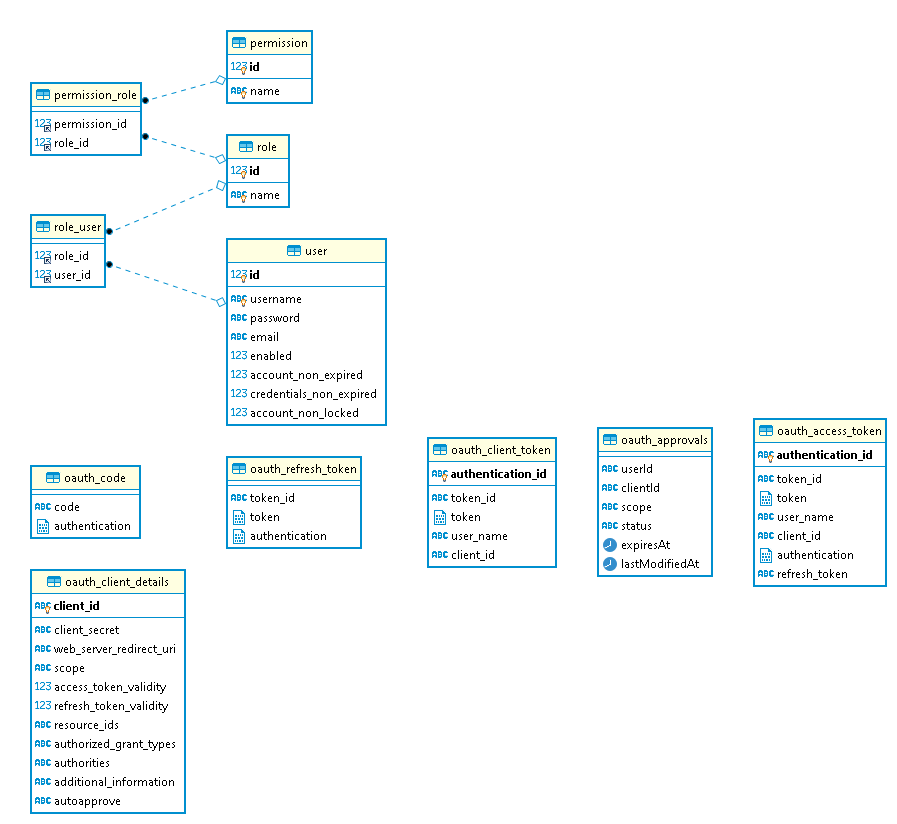 permission
123 id
ABC name
permission_role
123 permission_id
123 role_id
role
123 id
ABC name
role_user
123 role_id
123 user_id
user
123 id
ABC username
ABC password
ABC email
123 enabled
123 account_non_expired
123 credentials_non_expired
123 account_non_locked
oauth_code
ABC code
authentication
oauth_refresh_token
ABC token_id
token
authentication
oauth_client_token
ABC authentication_id
ABC token_id
token
ABC user_name
ABC client_id
oauth_approvals
ABC userId
ABC clientId
ABC scope
ABC status
expiresAt
lastModifiedAt
oauth_access_token
ABC authentication_id
ABC token_id
token
ABC user_name
ABC client_id
authentication
ABC refresh_token
oauth_client_details
ABC client_id
ABC client_secret
ABC web_server_redirect_uri
ABC scope
123 access_token_validity
123 refresh_token_validity
ABC resource_ids
ABC authorized_grant_types
ABC authorities
ABC additional_information
ABC autoapprove